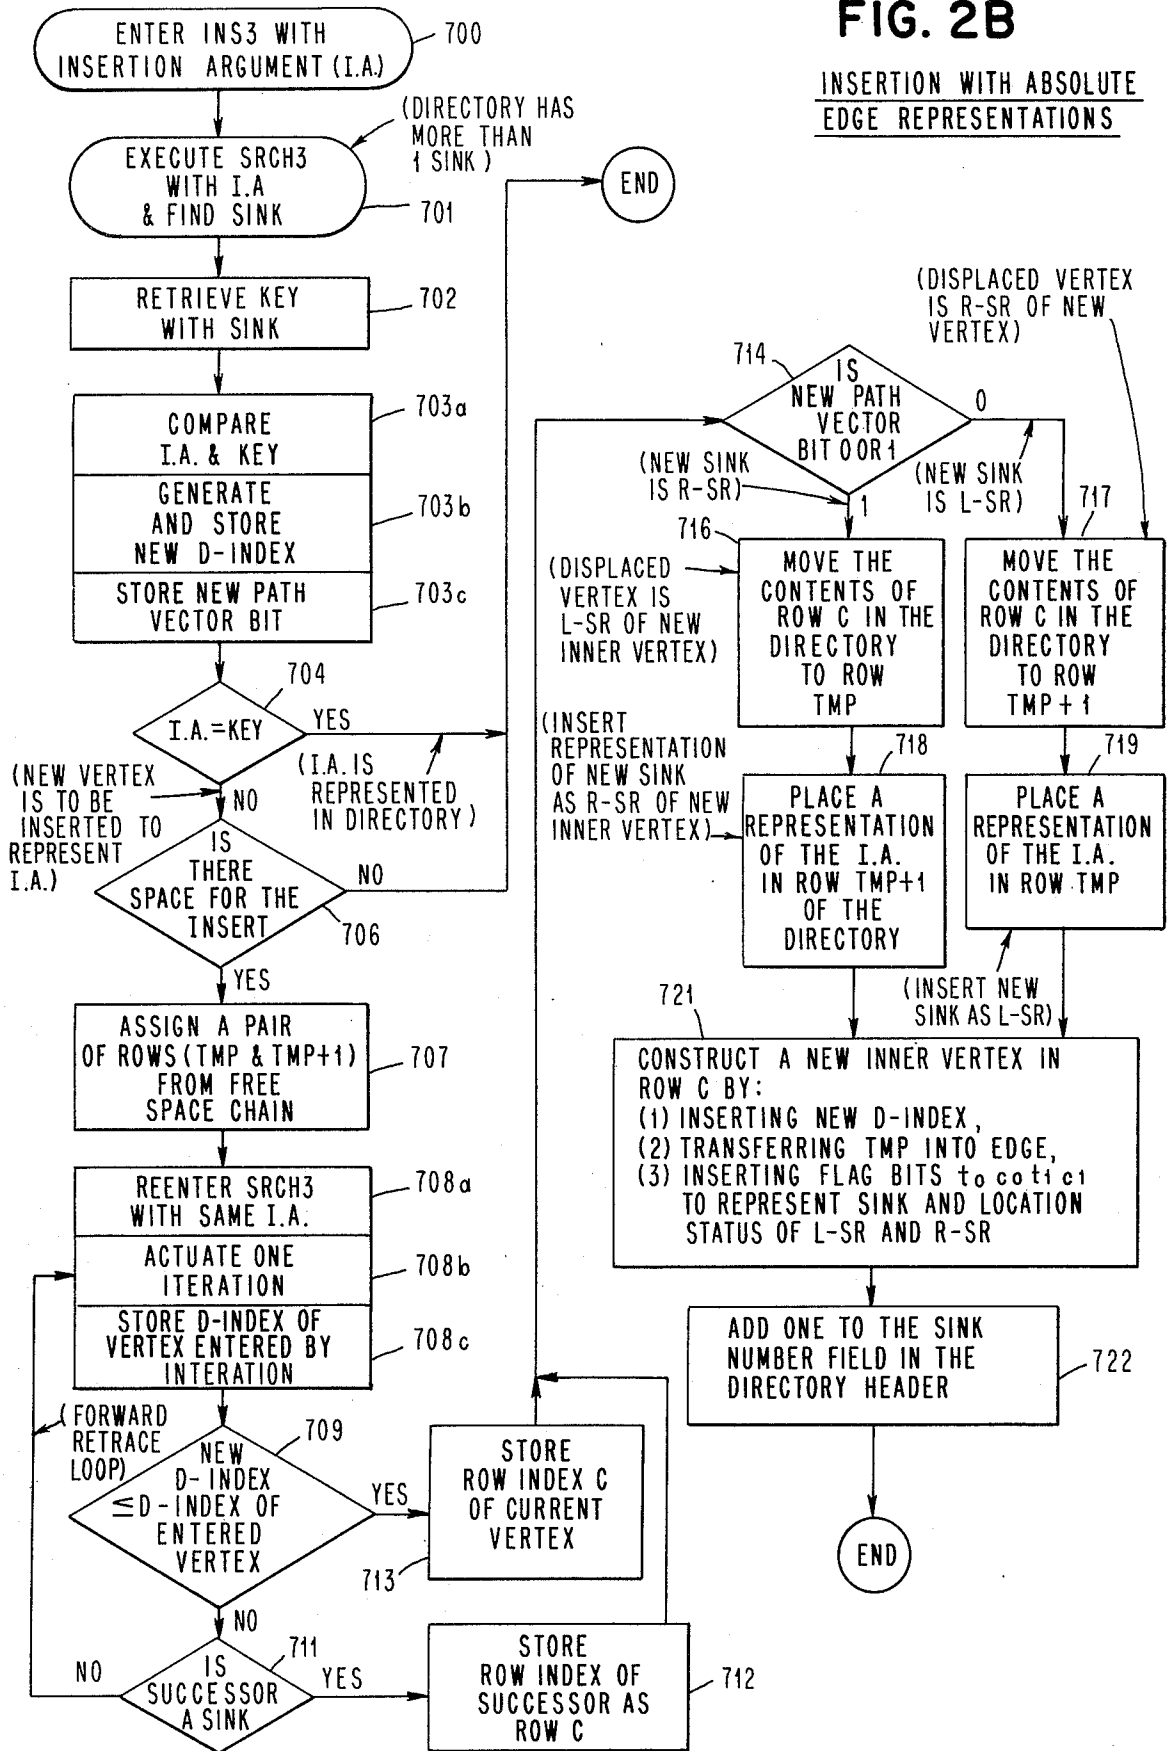 FIG. 2B
INSERTION WITH ABSOLUTE
EDGE REPRESENTATIONS
ENTER INS3 WITH
INSERTION ARGUMENT (I.A.)
700
(DIRECTORY HAS
MORE THAN
1 SINK)
EXECUTE SRCH3
WITH I.A
& FIND SINK
701
END
RETRIEVE KEY
WITH SINK
702
COMPARE
I.A. & KEY
703a
GENERATE
AND STORE
NEW D-INDEX
703b
STORE NEW PATH
VECTOR BIT
703c
704
I.A.=KEY
YES
(I.A. IS
REPRESENTED
IN DIRECTORY)
(NEW VERTEX
IS TO BE
INSERTED TO
REPRESENT
I.A.)
NO
IS
THERE
SPACE FOR THE
INSERT
NO
706
YES
ASSIGN A PAIR
OF ROWS (TMP & TMP+1)
FROM FREE
SPACE CHAIN
707
REENTER SRCH3
WITH SAME I.A.
708a
ACTUATE ONE
ITERATION
708b
STORE D-INDEX OF
VERTEX ENTERED BY
INTERATION
708c
(FORWARD
RETRACE
LOOP)
709
NEW
D-INDEX
≦D-INDEX OF
ENTERED
VERTEX
YES
STORE
ROW INDEX C
OF CURRENT
VERTEX
713
NO
711
IS
SUCCESSOR
A SINK
NO
YES
STORE
ROW INDEX OF
SUCCESSOR AS
ROW C
712
(DISPLACED VERTEX
IS R-SR OF NEW
VERTEX)
714
IS
NEW PATH
VECTOR
BIT 0 OR 1
0
(NEW SINK
IS R-SR)
1
(NEW SINK
IS L-SR)
716
717
(DISPLACED
VERTEX IS
L-SR OF NEW
INNER VERTEX)
MOVE THE
CONTENTS OF
ROW C IN THE
DIRECTORY
TO ROW
TMP
MOVE THE
CONTENTS OF
ROW C IN THE
DIRECTORY
TO ROW
TMP + 1
(INSERT
REPRESENTATION
OF NEW SINK
AS R-SR OF NEW
INNER VERTEX)
718
PLACE A
REPRESENTATION
OF THE I.A.
IN ROW TMP+1
OF THE
DIRECTORY
719
PLACE A
REPRESENTATION
OF THE I.A.
IN ROW TMP
(INSERT NEW
SINK AS L-SR)
721
CONSTRUCT A NEW INNER VERTEX IN
ROW C BY:
(1) INSERTING NEW D-INDEX,
(2) TRANSFERRING TMP INTO EDGE,
(3) INSERTING FLAG BITS t0 c0 t1 c1
TO REPRESENT SINK AND LOCATION
STATUS OF L-SR AND R-SR
ADD ONE TO THE SINK
NUMBER FIELD IN THE
DIRECTORY HEADER
722
END